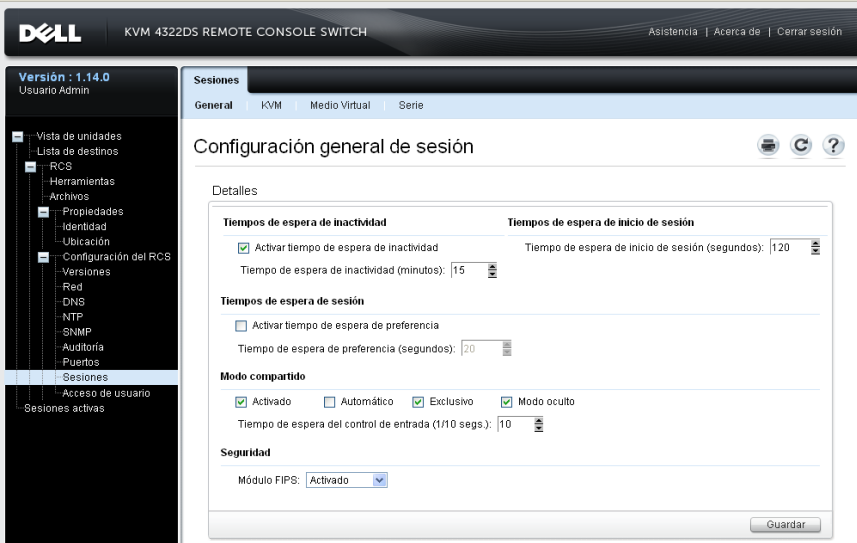 DELL
KVM 4322DS REMOTE CONSOLE SWITCH
Asistencia | Acerca de | Cerrar sesión
Versión : 1.14.0
Usuario Admin
Vista de unidades
Lista de destinos
RCS
Herramientas
Archivos
Propiedades
Identidad
Ubicación
Configuración del RCS
Versiones
Red
DNS
NTP
SNMP
Auditoría
Puertos
Sesiones
Acceso de usuario
Sesiones activas
Sesiones
General KVM Medio Virtual Serie
Configuración general de sesión
Detalles
Tiempos de espera de inactividad
Activar tiempo de espera de inactividad
Tiempo de espera de inactividad (minutos): 15
Tiempos de espera de inicio de sesión
Tiempo de espera de inicio de sesión (segundos): 120
Tiempos de espera de sesión
Activar tiempo de espera de preferencia
Tiempo de espera de preferencia (segundos): 20
Modo compartido
Activado Automático Exclusivo Modo oculto
Tiempo de espera del control de entrada (1/10 segs.): 10
Seguridad
Módulo FIPS: Activado
Guardar